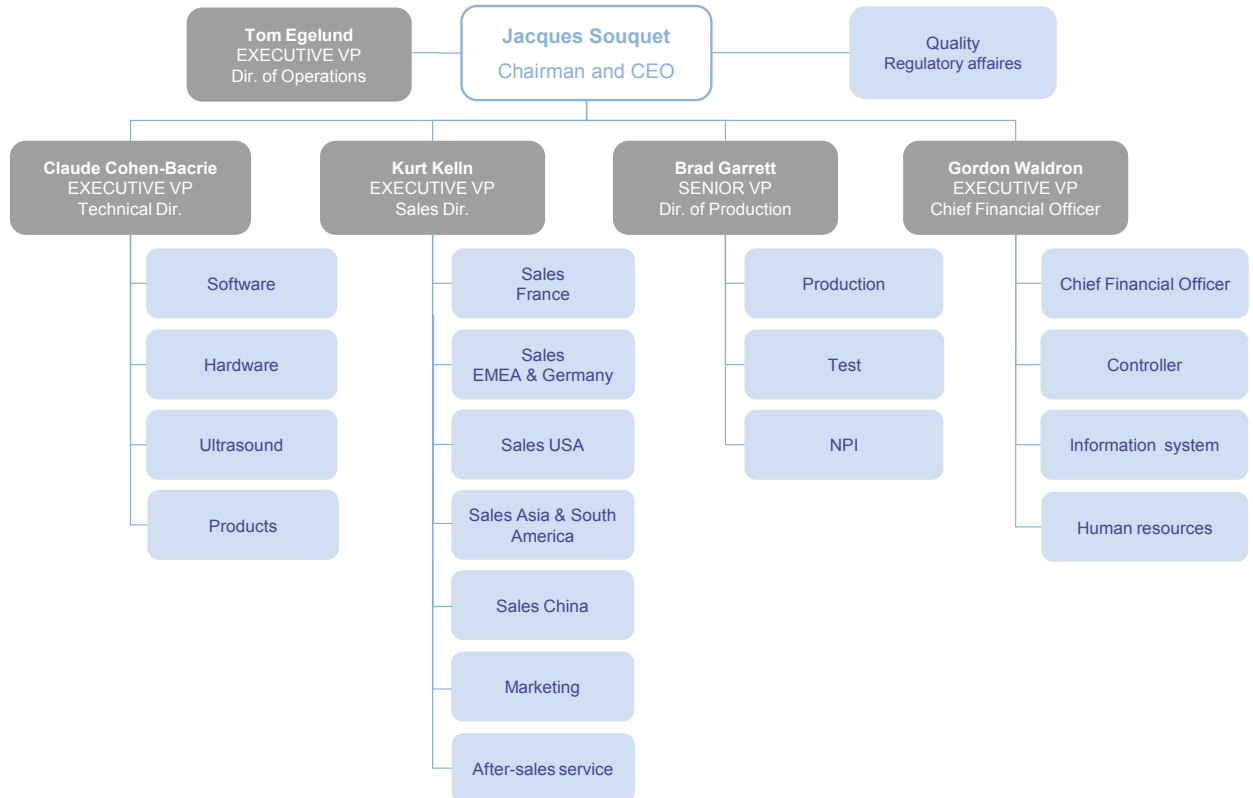 Tom Egelund
EXECUTIVE VP
Dir. of Operations
Jacques Souquet
Chairman and CEO
Quality
Regulatory affaires
Claude Cohen-Bacrie
EXECUTIVE VP
Technical Dir.
Kurt Kelln
EXECUTIVE VP
Sales Dir.
Brad Garrett
SENIOR VP
Dir. of Production
Gordon Waldron
EXECUTIVE VP
Chief Financial Officer
Software
Hardware
Ultrasound
Products
Sales
France
Sales
EMEA & Germany
Sales USA
Sales Asia & South
America
Sales China
Marketing
After-sales service
Production
Test
NPI
Chief Financial Officer
Controller
Information system
Human resources